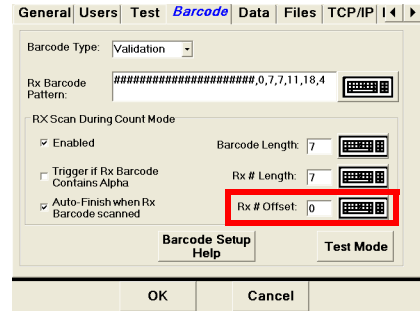 General Users Test Barcode Data Files TCP/IP
Barcode Type: Validation
Rx Barcode Pattern: ######################,0,7,7,11,18,4
RX Scan During Count Mode
Enabled Barcode Length: 7
Trigger if Rx Barcode Contains Alpha Rx # Length: 7
Auto-Finish when Rx Barcode scanned Rx # Offset: 0
Barcode Setup Help Test Mode
OK Cancel